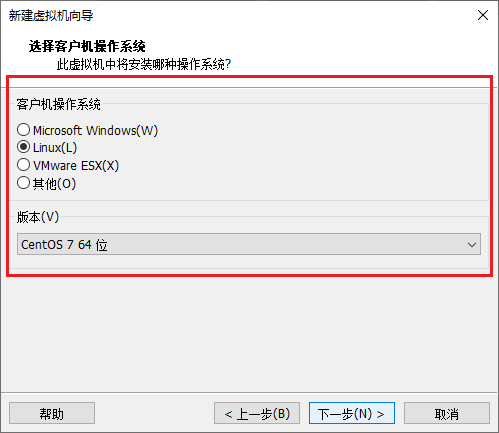 新建虚拟机向导
选择客户机操作系统
此虚拟机中将安装哪种操作系统?
客户机操作系统
Microsoft Windows(W)
Linux(L)
VMware ESX(X)
其他(O)
版本(V)
CentOS 7 64 位
帮助
< 上一步(B)
下一步(N) >
取消